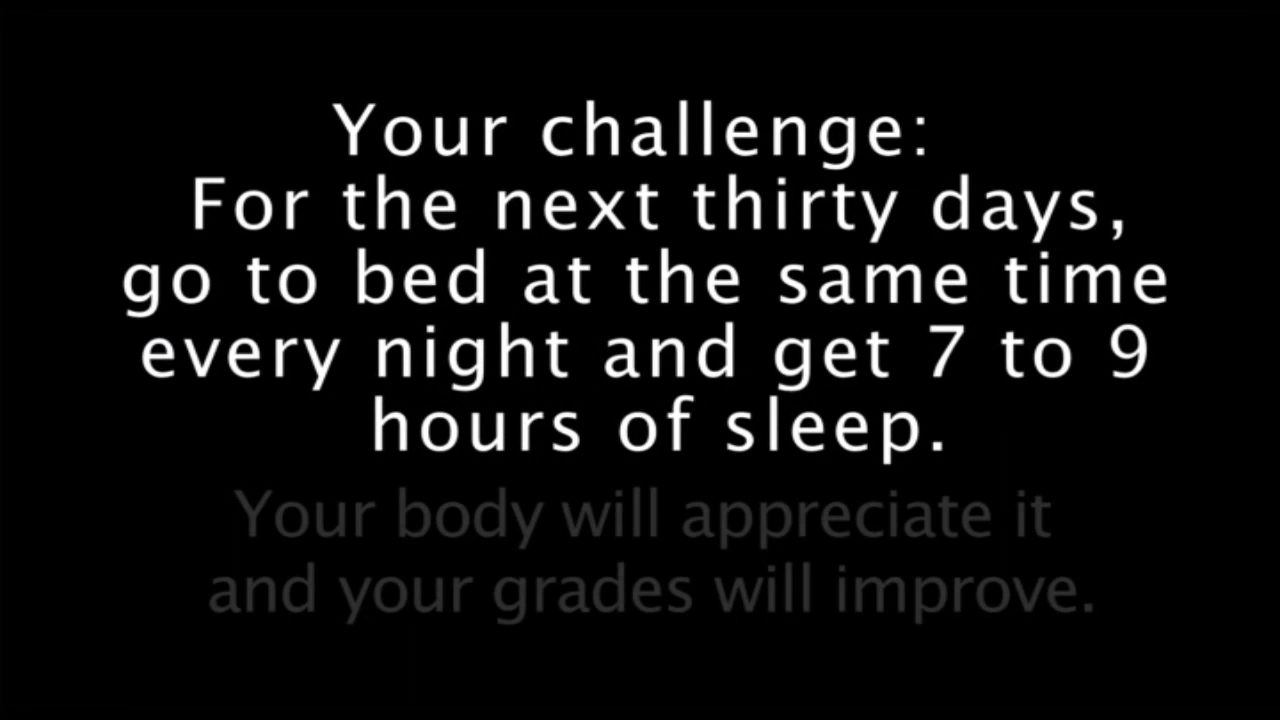 Your challenge:
For the next thirty days,
go to bed at the same time
every night and get 7 to 9
hours of sleep.
Your body will appreciate it
and your grades will improve.